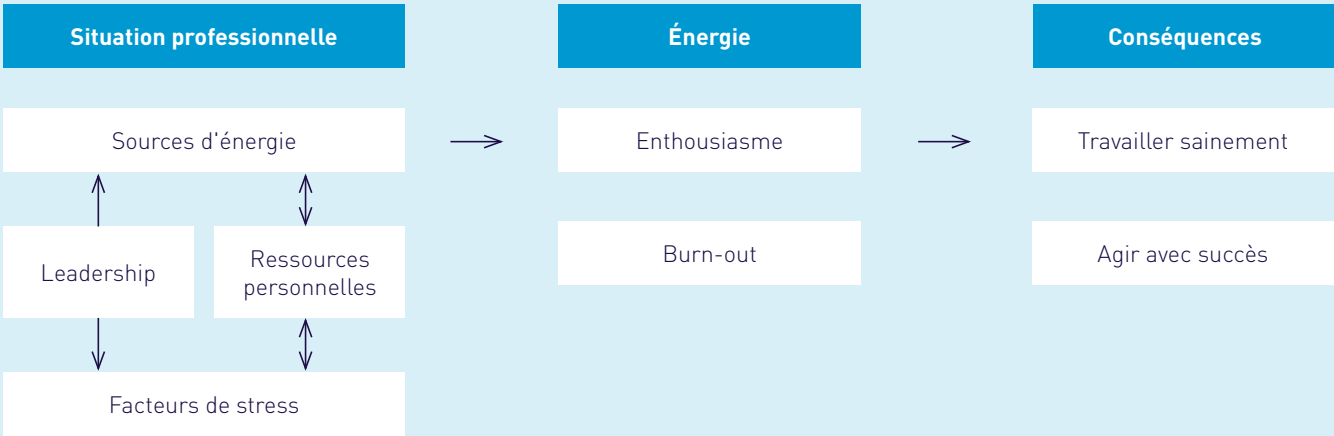 Situation professionnelle
Énergie
Conséquences
Sources d'énergie
Enthousiasme
Travailler sainement
Leadership
Ressources
personnelles
Burn-out
Agir avec succès
Facteurs de stress